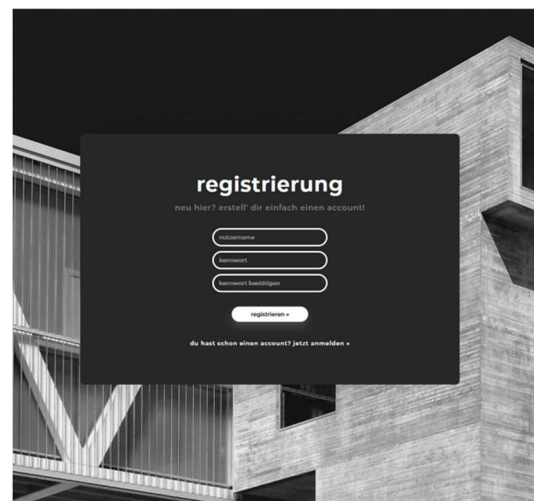 registrierung
neu hier? erstell' dir einfach einen account!
nutzername
kennwort
kennwort bestätigen
registrieren »
du hast schon einen account? jetzt anmelden »